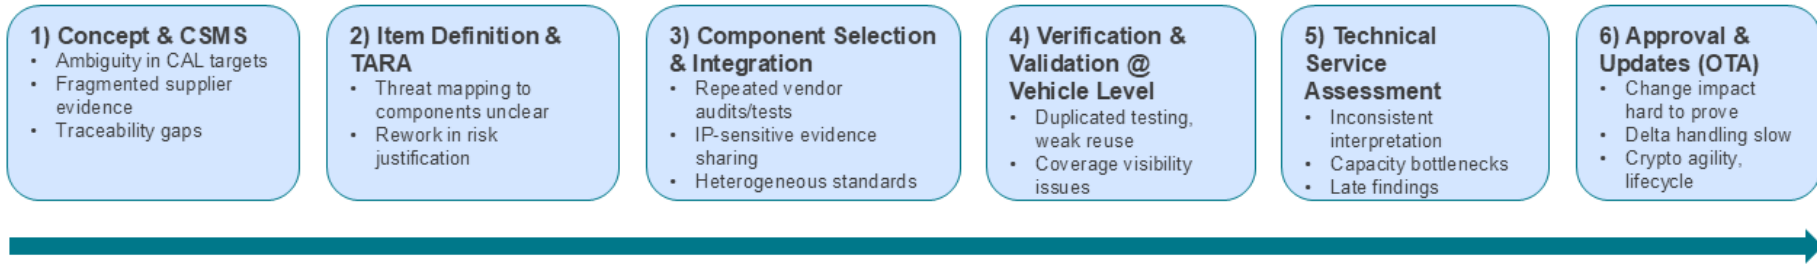 1) Concept & CSMS
• Ambiguity in CAL targets
• Fragmented supplier
evidence
• Traceability gaps
2) Item Definition &
TARA
• Threat mapping to
components unclear
• Rework in risk
justification
3) Component Selection
& Integration
• Repeated vendor
audits/tests
• IP-sensitive evidence
sharing
• Heterogeneous standards
4) Verification &
Validation @
Vehicle Level
• Duplicated testing,
weak reuse
• Coverage visibility
issues
5) Technical
Service
Assessment
• Inconsistent
interpretation
• Capacity bottlenecks
• Late findings
6) Approval &
Updates (OTA)
• Change impact
hard to prove
• Delta handling slow
• Crypto agility,
lifecycle